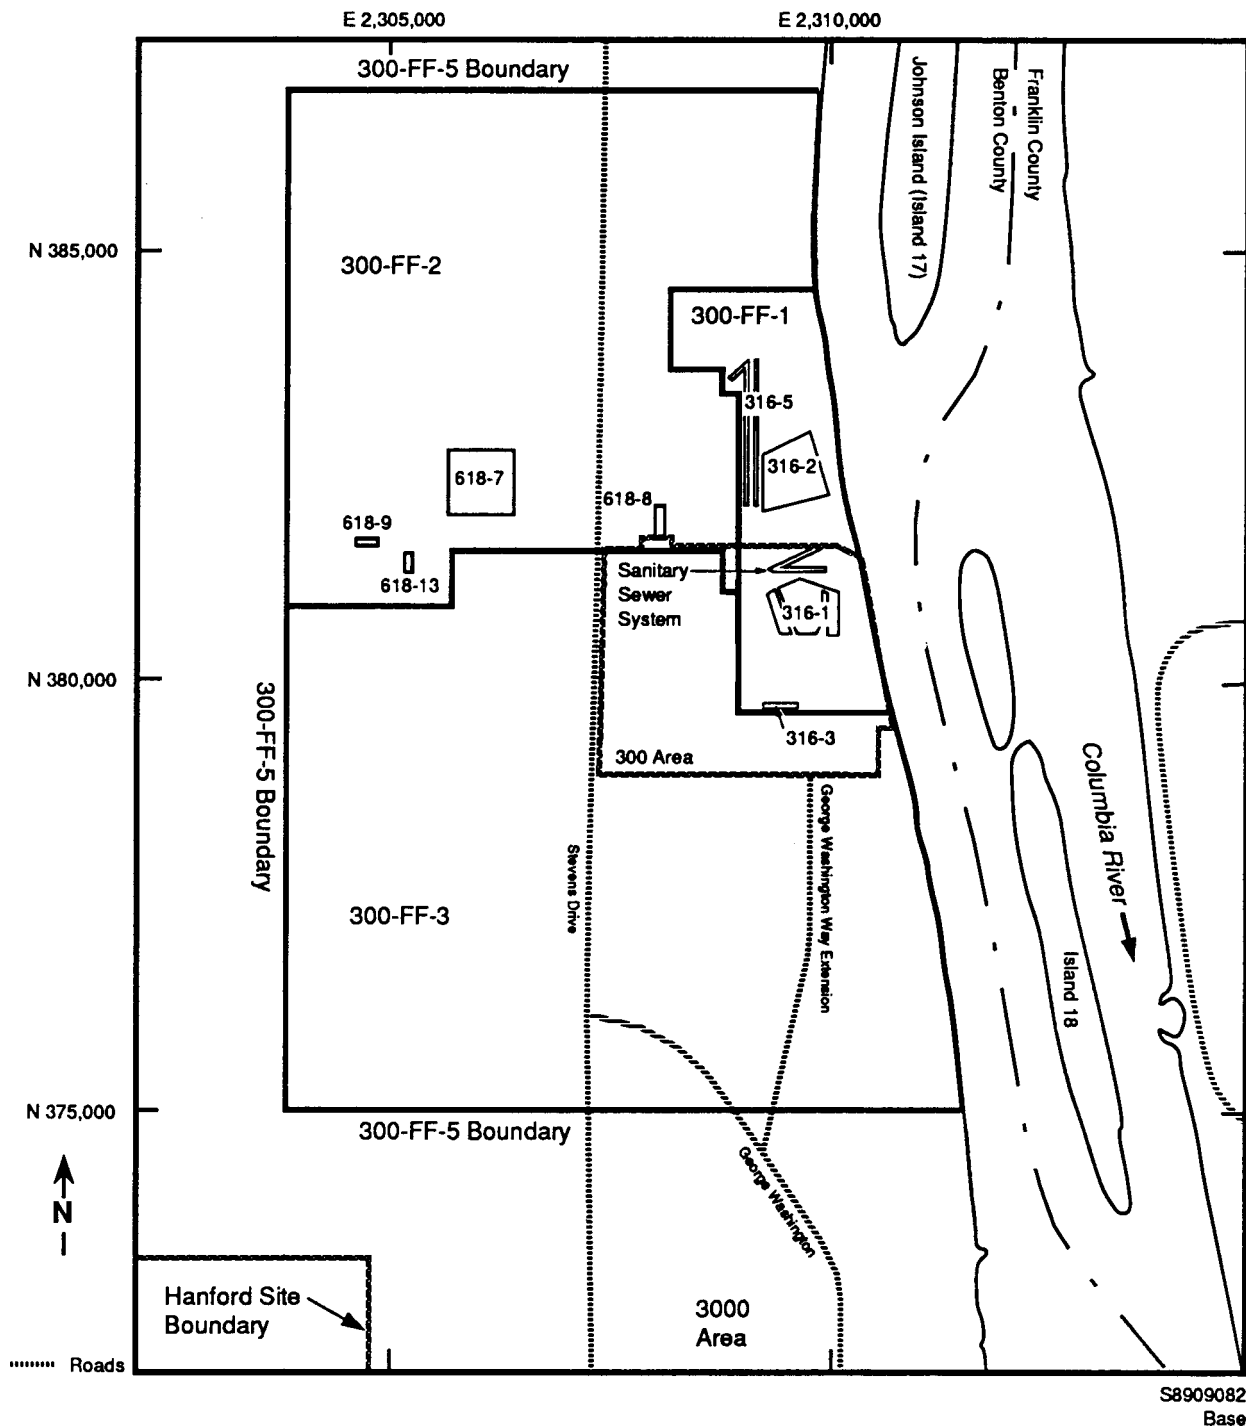 E 2,305,000
E 2,310,000
300-FF-5 Boundary
Johnson Island (Island 17)
Franklin County
Benton County
N 385,000
300-FF-2
300-FF-1
316-5
316-2
618-7
618-8
618-9
618-13
Sanitary
Sewer
System
316-1
N 380,000
300-FF-5 Boundary
316-3
300 Area
Columbia River
George Washington Way Extension
Stevens Drive
300-FF-3
Island 18
N 375,000
300-FF-5 Boundary
George Washington
N
Hanford Site
Boundary
3000
Area
Roads
S8909082
Base